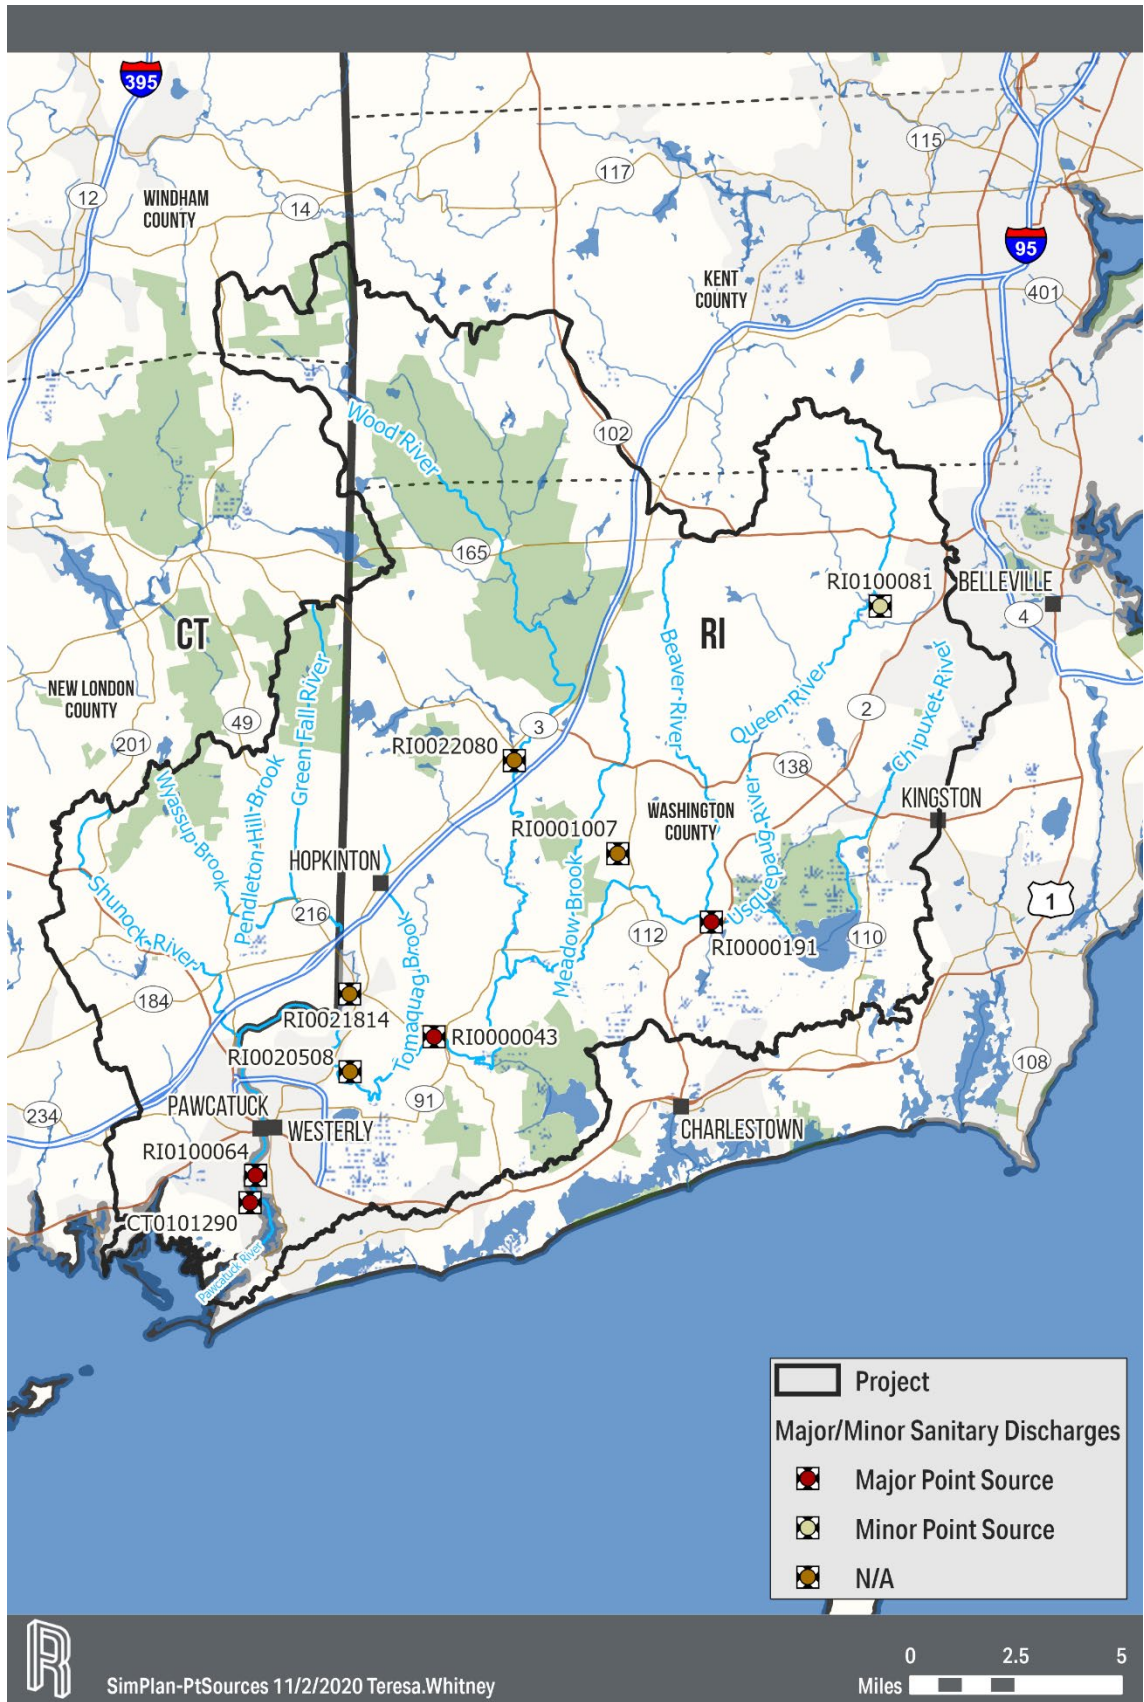 395
115
117
12
WINDHAM
COUNTY
14
95
KENT
COUNTY
401
Wood River
102
165
RI0100081
BELLEVILLE
CT
RI
4
Beaver River
NEW LONDON
COUNTY
49
Green Fall River
Queen River
Chipuxet River
2
201
3
RI0022080
138
Wyassup Brook
Pendleton Hill Brook
KINGSTON
RI0001007
WASHINGTON
COUNTY
HOPKINTON
Usquepaug River
1
Shunock River
216
Meadow Brook
112
110
RI0000191
184
Tomaquag Brook
RI0021814
RI0000043
RI0020508
108
91
234
PAWCATUCK
WESTERLY
CHARLESTOWN
RI0100064
CT0101290
Pawcatuck River
Project
Major/Minor Sanitary Discharges
Major Point Source
Minor Point Source
N/A
SimPlan-PtSources 11/2/2020 Teresa.Whitney
0 2.5 5
Miles